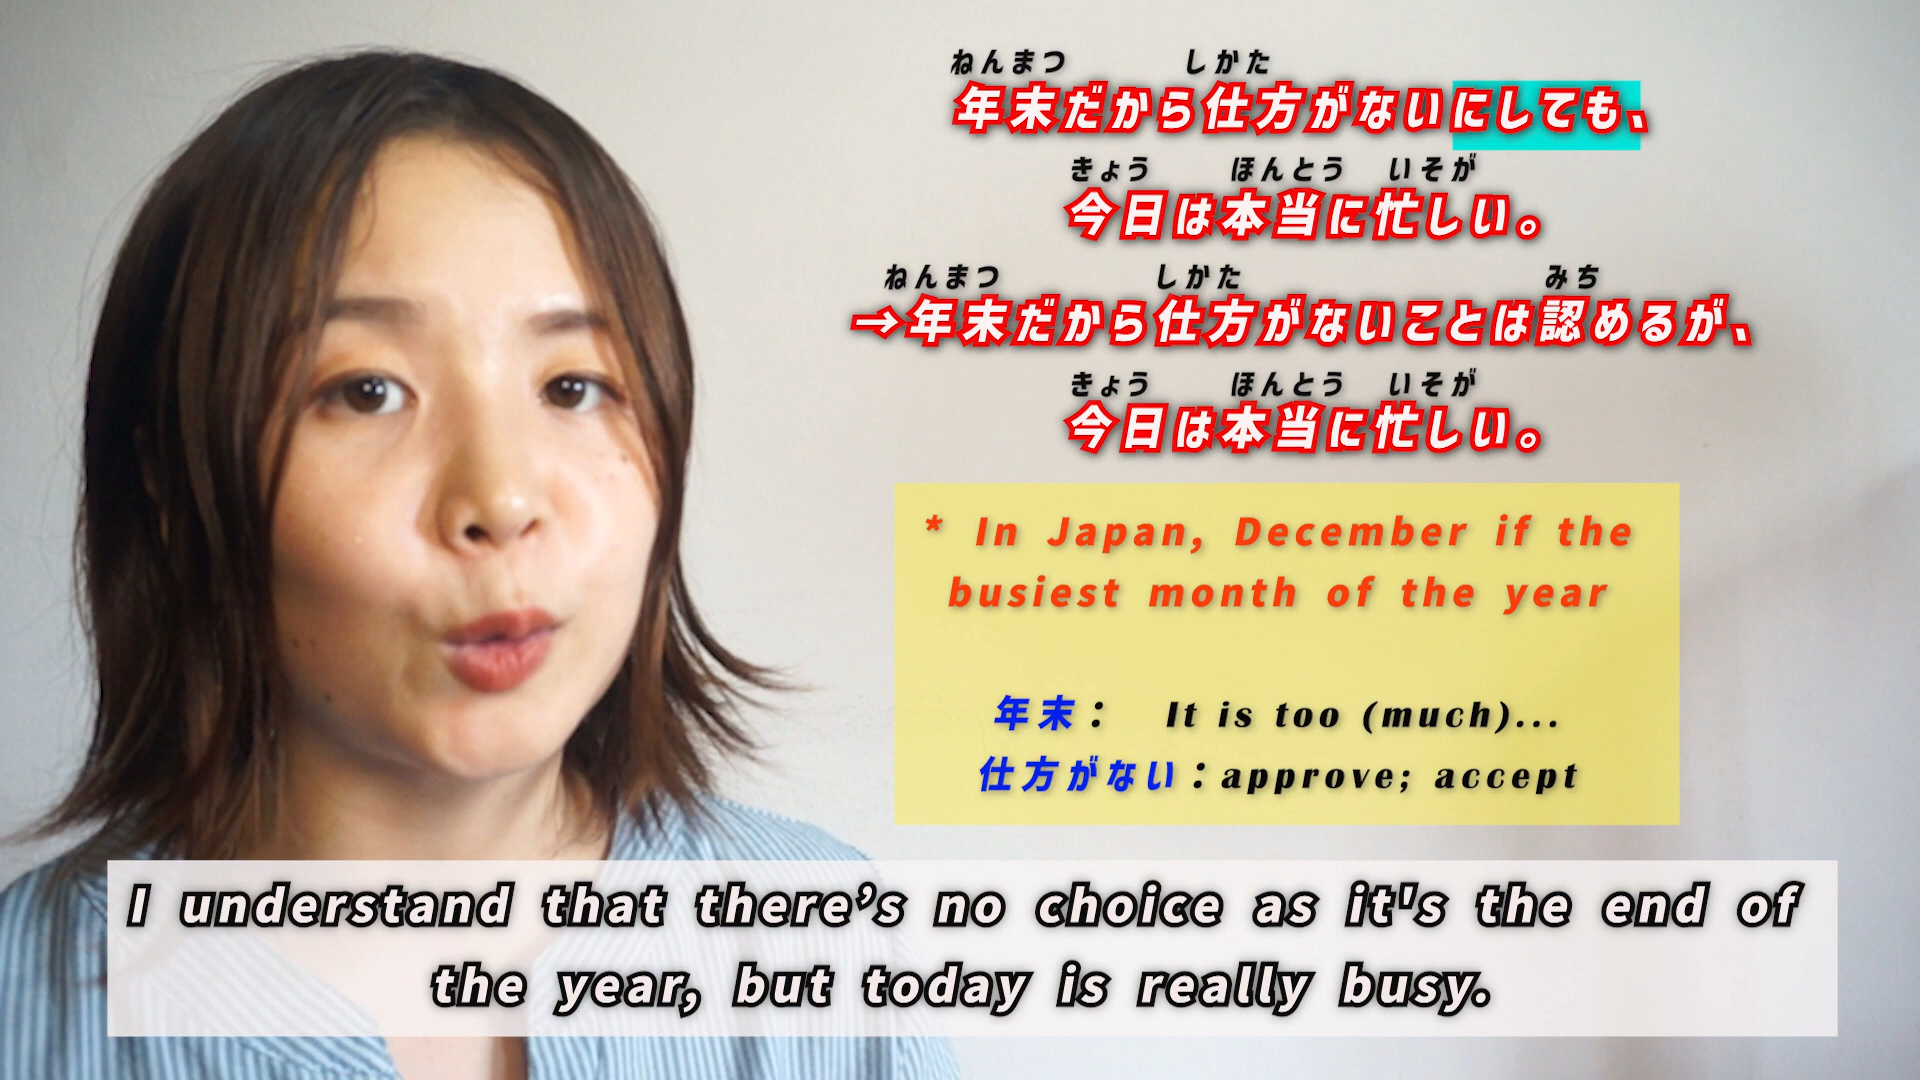 ねんまつ しかた
年末だから仕方がないにしても、
きょう ほんとう いそが
今日は本当に忙しい。
ねんまつ しかた みち
→年末だから仕方がないことは認めるが、
きょう ほんとう いそが
今日は本当に忙しい。
* In Japan, December if the
busiest month of the year
年末： It is too (much)...
仕方がない：approve; accept
I understand that there’s no choice as it's the end of
the year, but today is really busy.